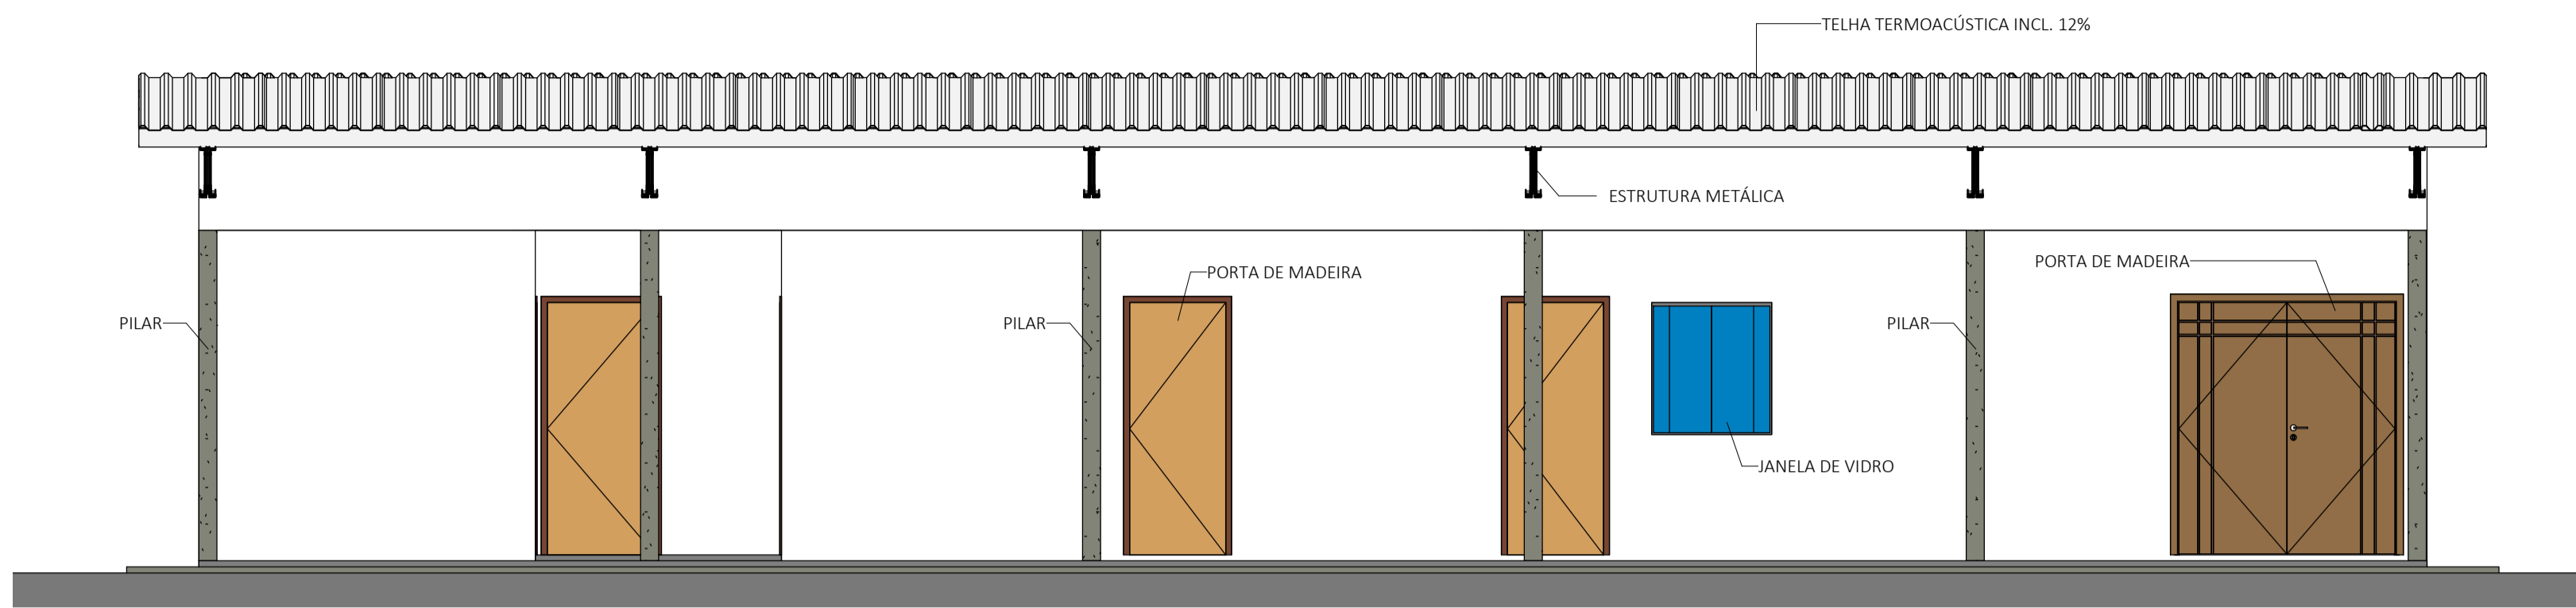 TELHA TERMOACÚSTICA INCL. 12%
ESTRUTURA METÁLICA
PORTA DE MADEIRA
PORTA DE MADEIRA
PILAR
PILAR
PILAR
JANELA DE VIDRO